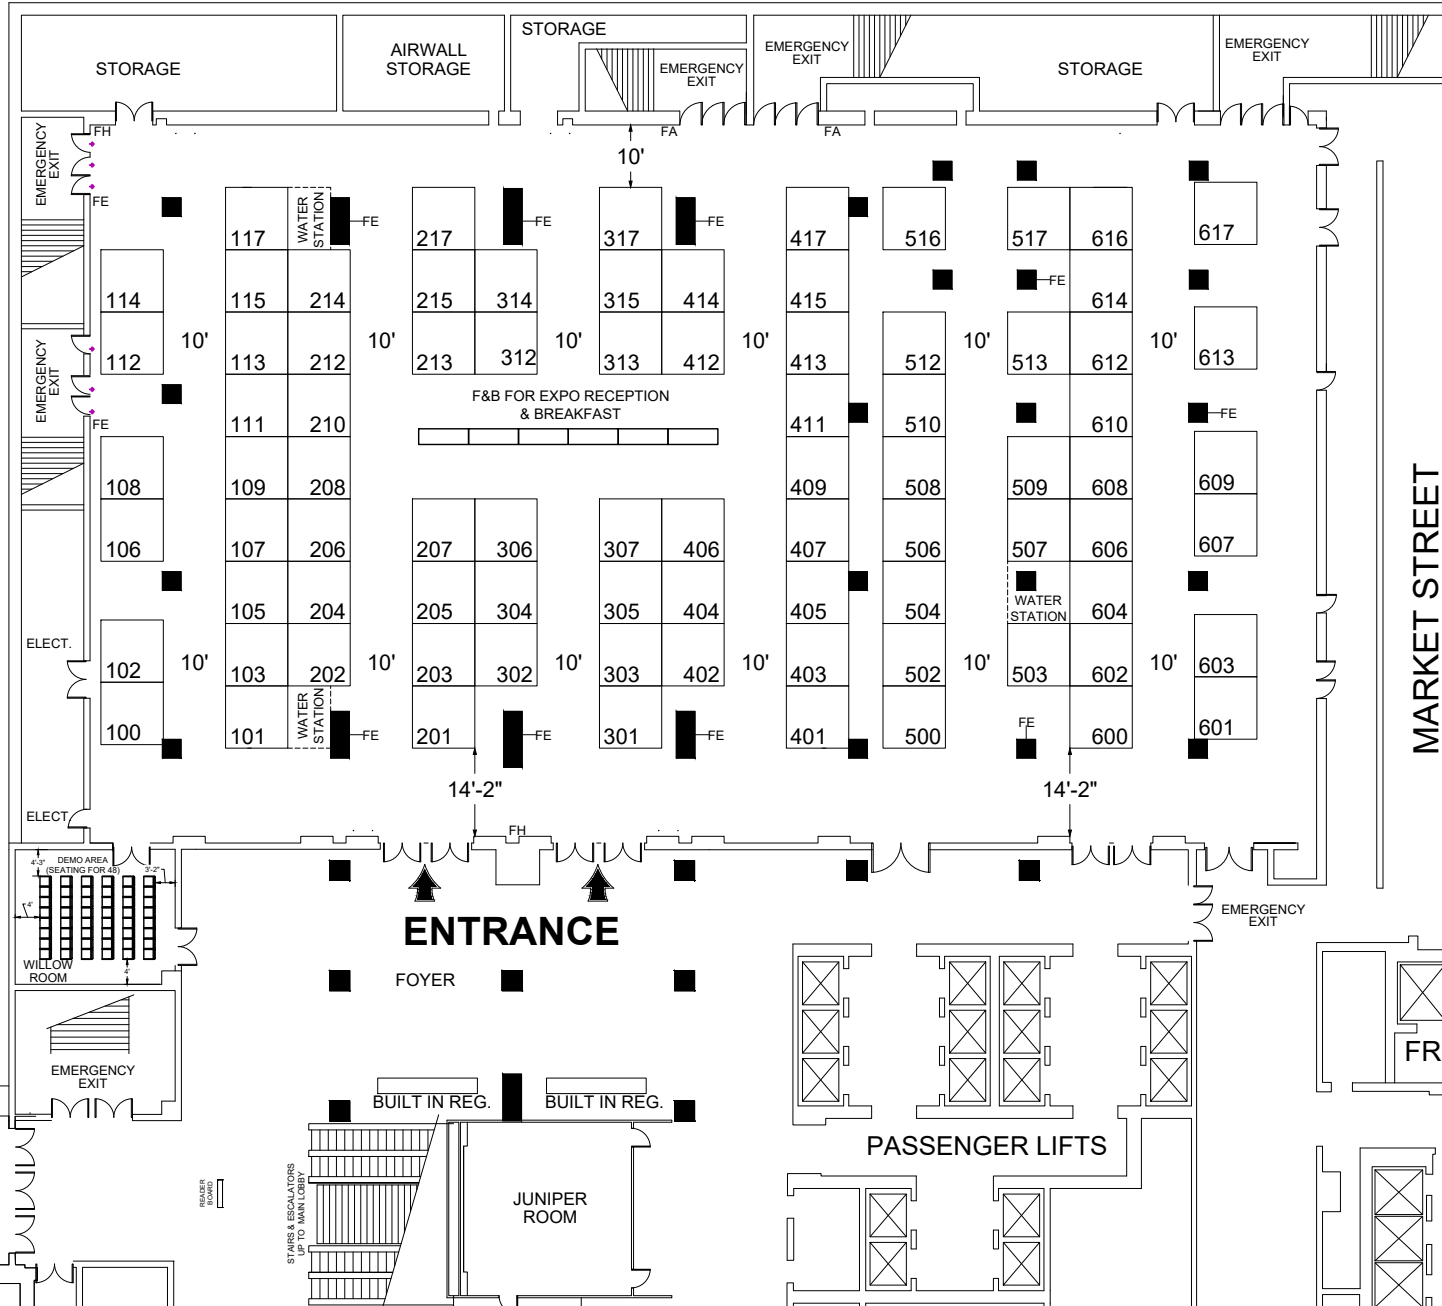 STORAGE
AIRWALL
STORAGE
STORAGE
EMERGENCY
EXIT
EMERGENCY
EXIT
STORAGE
EMERGENCY
EXIT
FH
FA
FA
EMERGENCY
EXIT
10'
FE
WATER
STATION
FE
FE
FE
117
217
317
417
516
517
616
617
FE
114
115
214
215
314
315
414
415
614
10'
10'
10'
10'
10'
10'
112
113
212
213
312
313
412
413
512
513
612
613
EMERGENCY
EXIT
F&B FOR EXPO RECEPTION
& BREAKFAST
FE
FE
111
210
411
510
610
108
109
208
409
508
509
608
609
106
107
206
207
306
307
406
407
506
507
606
607
105
204
205
304
305
404
405
504
WATER
STATION
604
ELECT.
102
10'
103
202
10'
203
302
10'
303
402
10'
403
502
10'
503
602
10'
603
100
101
WATER
STATION
FE
201
FE
301
FE
401
500
FE
600
601
14'-2"
14'-2"
MARKET STREET
ELECT.
FH
DEMO AREA
(SEATING FOR 48)
4'-3"
3'-2"
4'
4'
WILLOW
ROOM
ENTRANCE
FOYER
EMERGENCY
EXIT
EMERGENCY
EXIT
FR
BUILT IN REG.
BUILT IN REG.
PASSENGER LIFTS
READER
BOARD
STAIRS & ESCALATORS
UP TO MAIN LOBBY
JUNIPER
ROOM